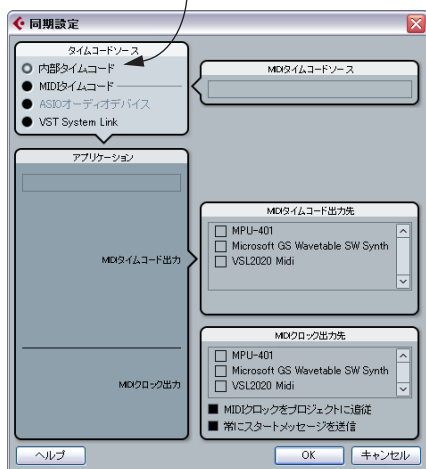 同期設定
タイムコードソース
内部タイムコード
MIDIタイムコード
ASIOオーディオデバイス
VST System Link
MIDIタイムコードソース
アプリケーション
MIDIタイムコード出力
MIDIクロック出力
MIDIタイムコード出力先
MPU-401
Microsoft GS Wavetable SW Synth
VSL2020 Midi
MIDIクロック出力先
MPU-401
Microsoft GS Wavetable SW Synth
VSL2020 Midi
MIDIクロックをプロジェクトに追従
常にスタートメッセージを送信
ヘルプ
OK
キャンセル